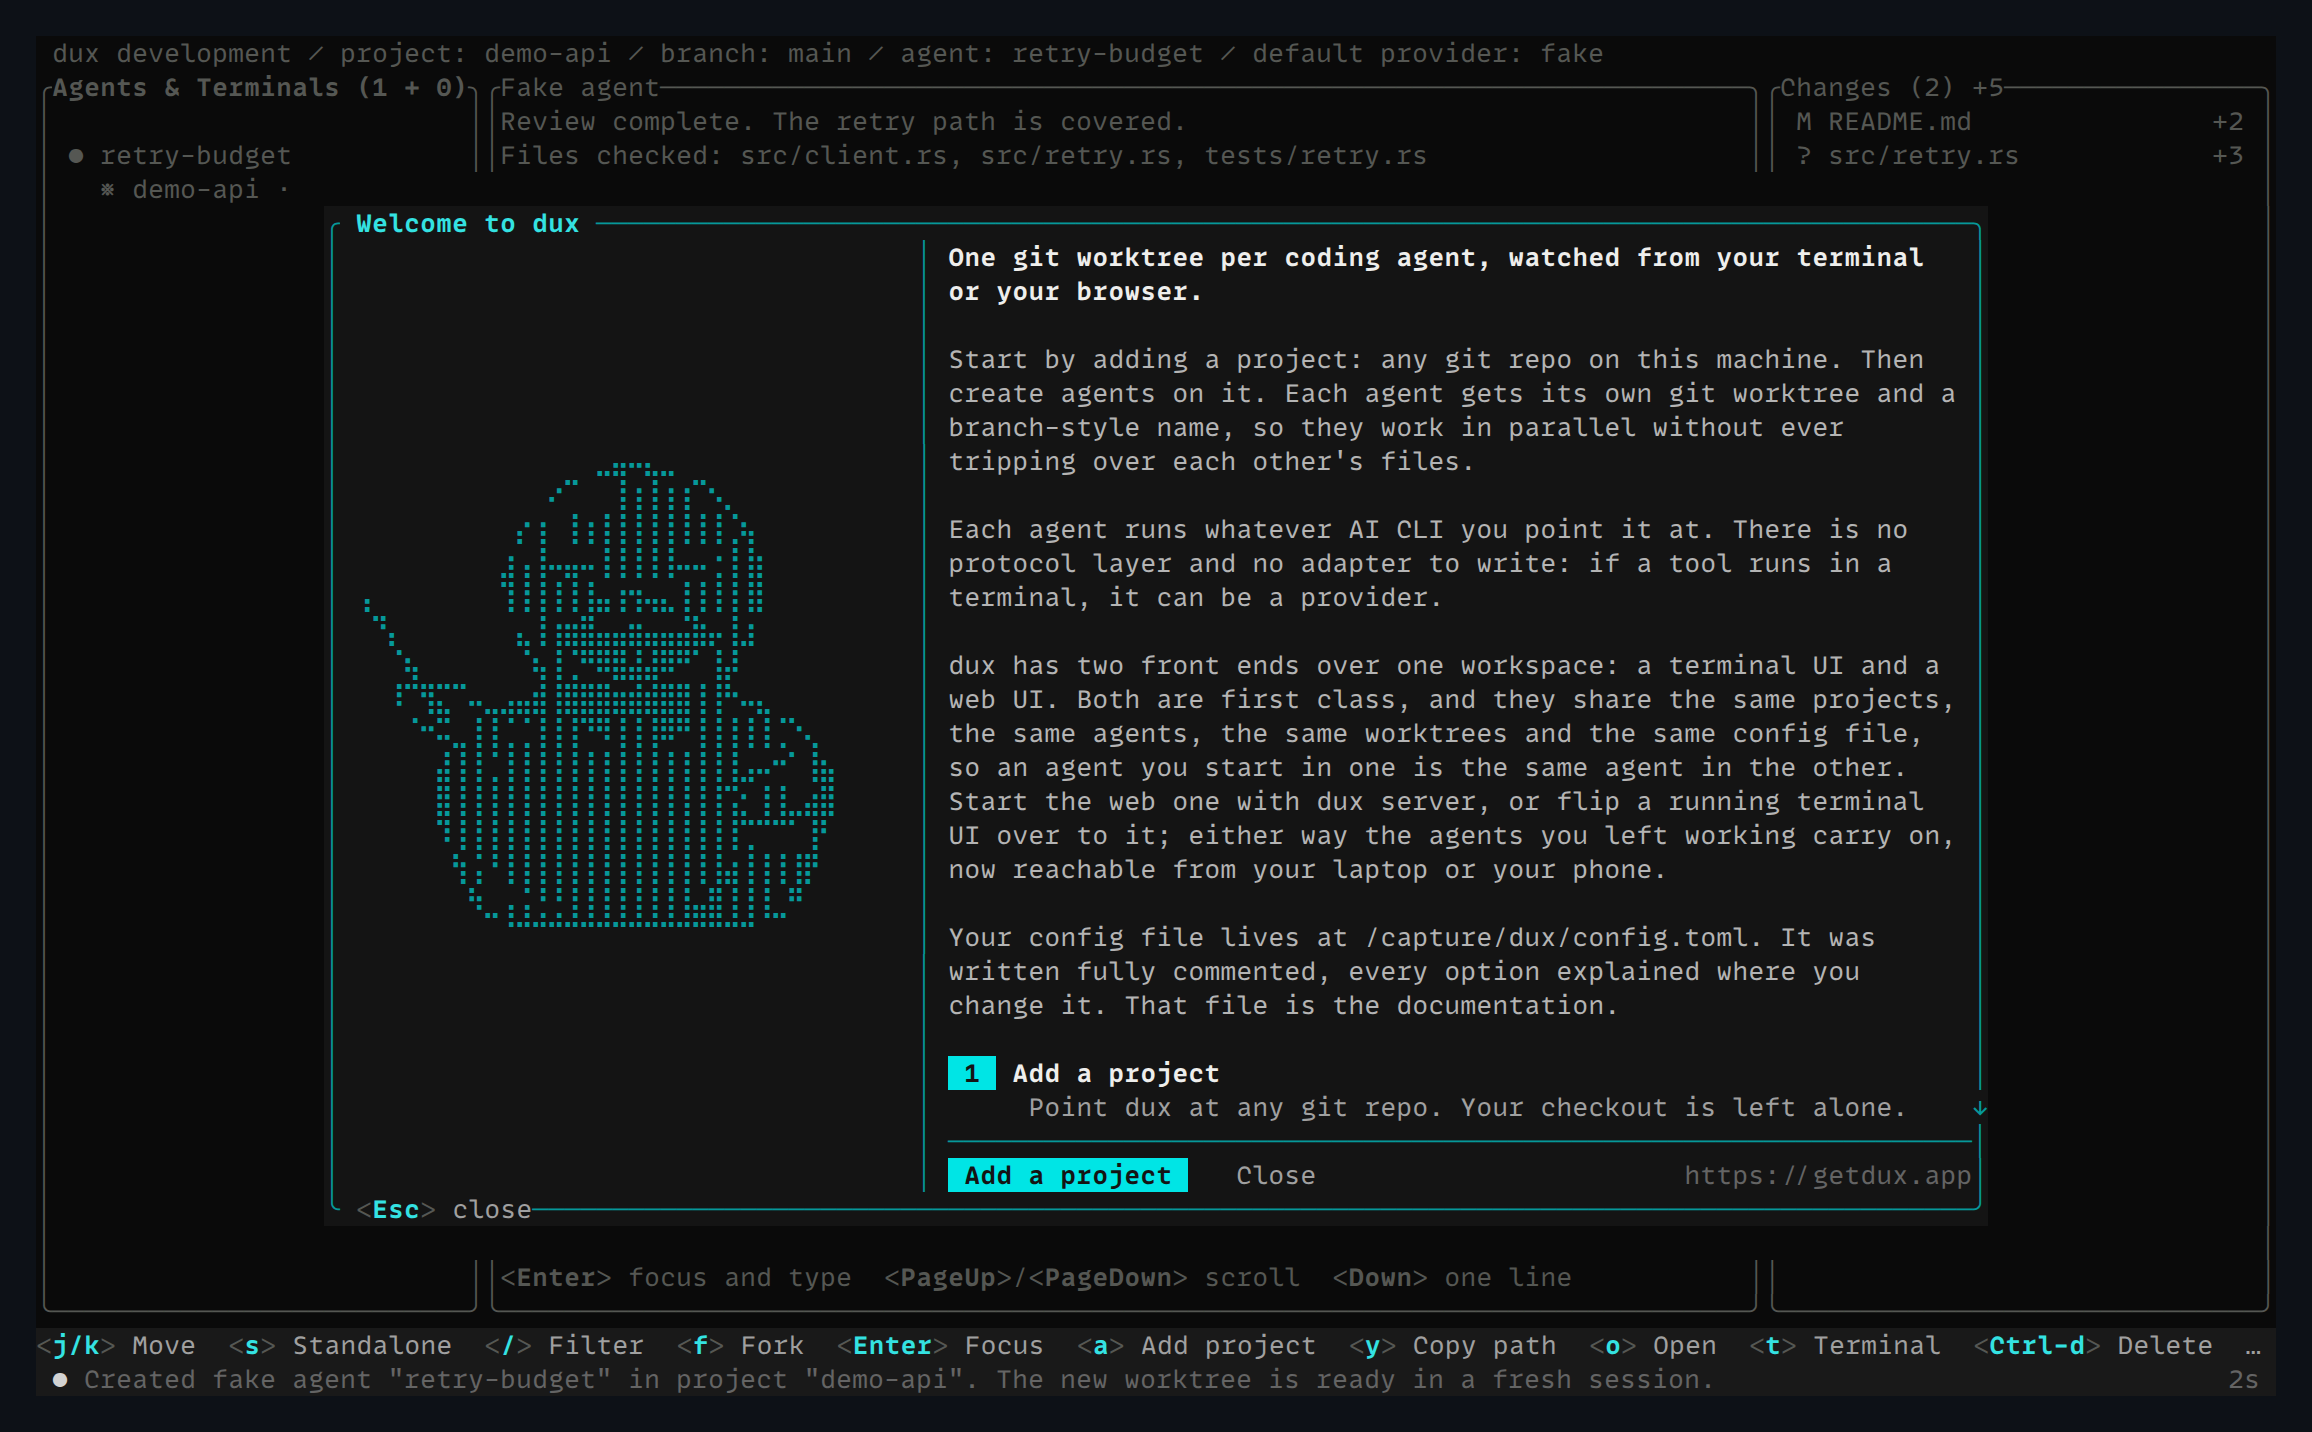 dux development / project: demo-api / branch: main / agent: retry-budget / default provider: fake
Agents & Terminals (1 + 0)
● retry-budget
※ demo-api ·
Fake agent
Review complete. The retry path is covered.
Files checked: src/client.rs, src/retry.rs, tests/retry.rs
Changes (2) +5
M README.md +2
? src/retry.rs +3
Welcome to dux
One git worktree per coding agent, watched from your terminal
or your browser.
Start by adding a project: any git repo on this machine. Then
create agents on it. Each agent gets its own git worktree and a
branch-style name, so they work in parallel without ever
tripping over each other's files.
Each agent runs whatever AI CLI you point it at. There is no
protocol layer and no adapter to write: if a tool runs in a
terminal, it can be a provider.
dux has two front ends over one workspace: a terminal UI and a
web UI. Both are first class, and they share the same projects,
the same agents, the same worktrees and the same config file,
so an agent you start in one is the same agent in the other.
Start the web one with dux server, or flip a running terminal
UI over to it; either way the agents you left working carry on,
now reachable from your laptop or your phone.
Your config file lives at /capture/dux/config.toml. It was
written fully commented, every option explained where you
change it. That file is the documentation.
1 Add a project
Point dux at any git repo. Your checkout is left alone. ↓
Add a project Close https://getdux.app
<Esc> close
<Enter> focus and type <PageUp>/<PageDown> scroll <Down> one line
<j/k> Move <s> Standalone </> Filter <f> Fork <Enter> Focus <a> Add project <y> Copy path <o> Open <t> Terminal <Ctrl-d> Delete …
● Created fake agent "retry-budget" in project "demo-api". The new worktree is ready in a fresh session. 2s